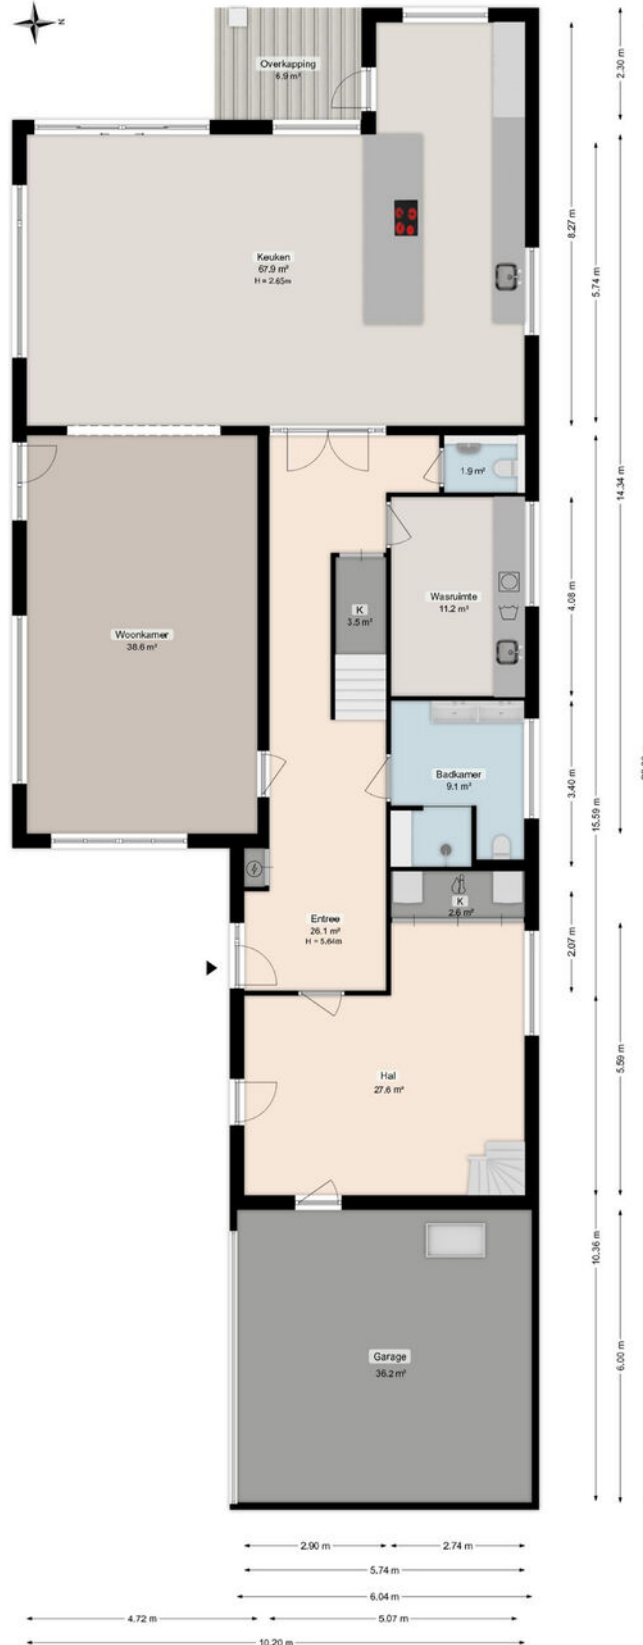 N
Overkapping
6.9 m²
Keuken
67.9 m²
H = 2.65m
1.9 m²
Wasruimte
11.2 m²
K
3.5 m²
Woonkamer
38.6 m²
Badkamer
9.1 m²
K
2.6 m²
Entree
26.1 m²
H = 5.64m
Hal
27.6 m²
Garage
36.2 m²
2.30 m
8.27 m
5.74 m
14.34 m
4.08 m
3.40 m
15.59 m
2.07 m
5.59 m
10.36 m
6.00 m
2.90 m
2.74 m
5.74 m
6.04 m
4.72 m
5.07 m
10.20 m